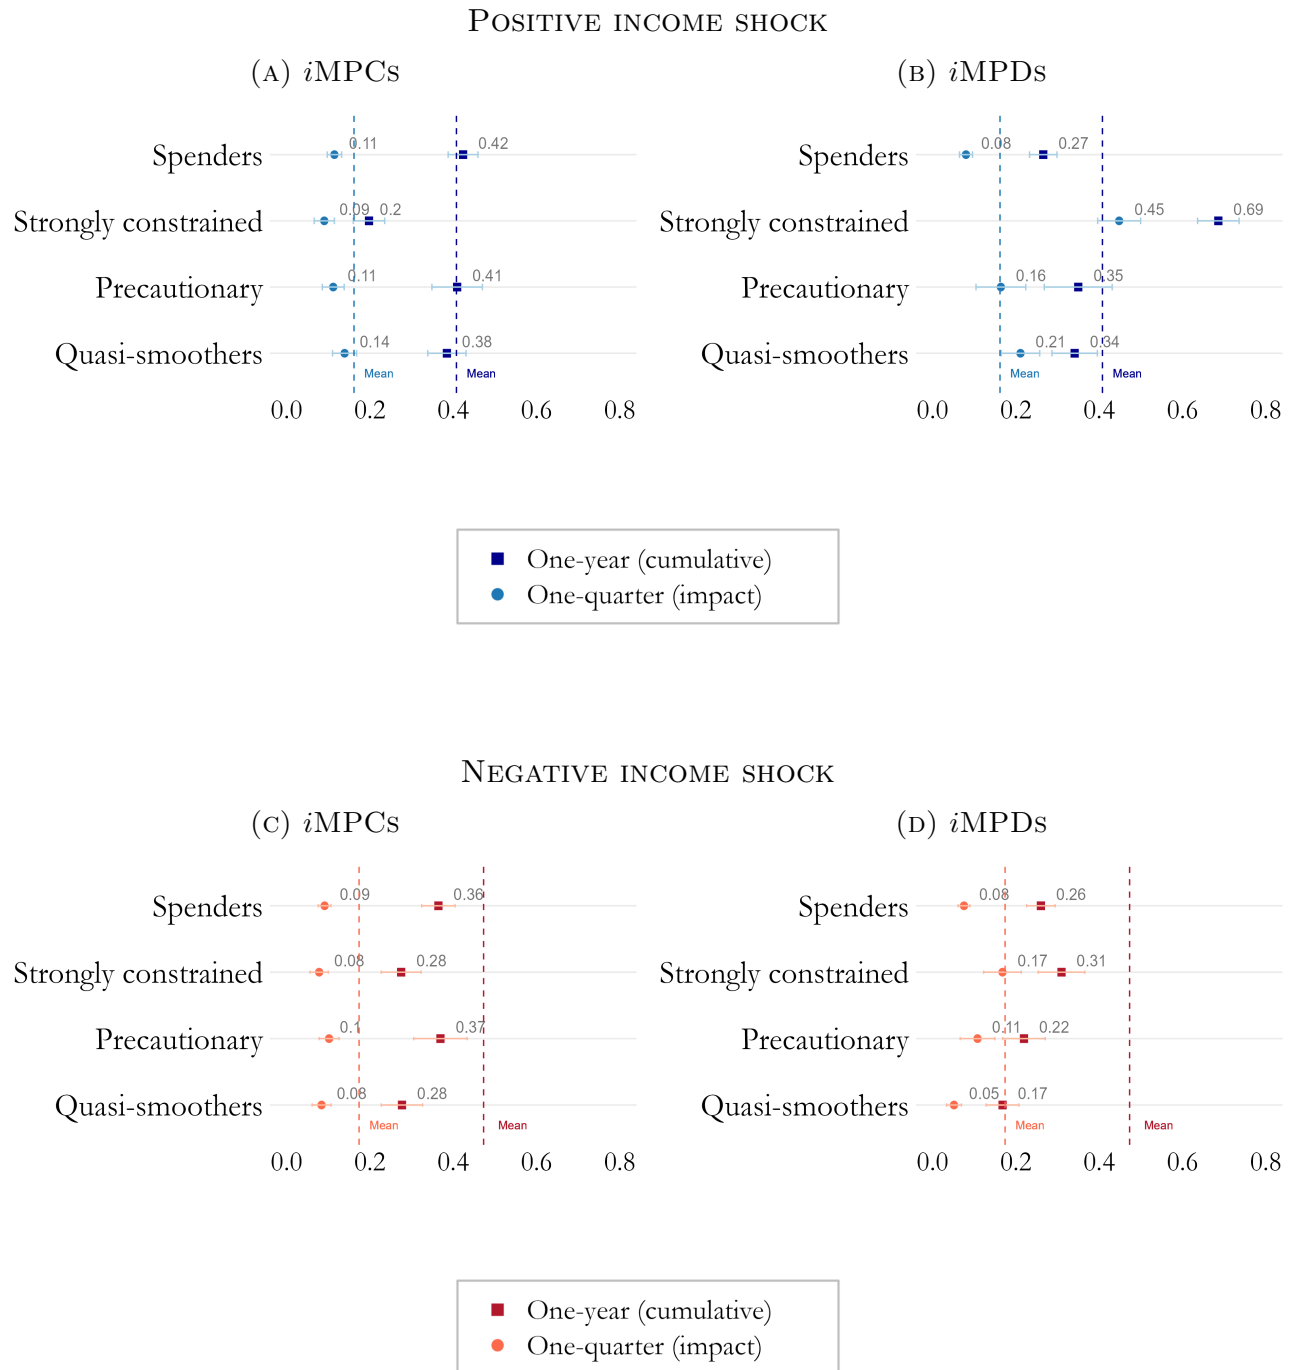 POSITIVE INCOME SHOCK
(A) iMPCs
(B) iMPDs
Spenders 0.11 0.42
Strongly constrained 0.09 0.2
Precautionary 0.11 0.41
Quasi-smoothers 0.14 0.38
Mean Mean
0.0 0.2 0.4 0.6 0.8
Spenders 0.08 0.27
Strongly constrained 0.45 0.69
Precautionary 0.16 0.35
Quasi-smoothers 0.21 0.34
Mean Mean
0.0 0.2 0.4 0.6 0.8
One-year (cumulative)
One-quarter (impact)
NEGATIVE INCOME SHOCK
(C) iMPCs
(D) iMPDs
Spenders 0.09 0.36
Strongly constrained 0.08 0.28
Precautionary 0.1 0.37
Quasi-smoothers 0.08 0.28
Mean Mean
0.0 0.2 0.4 0.6 0.8
Spenders 0.08 0.26
Strongly constrained 0.17 0.31
Precautionary 0.11 0.22
Quasi-smoothers 0.05 0.17
Mean Mean
0.0 0.2 0.4 0.6 0.8
One-year (cumulative)
One-quarter (impact)